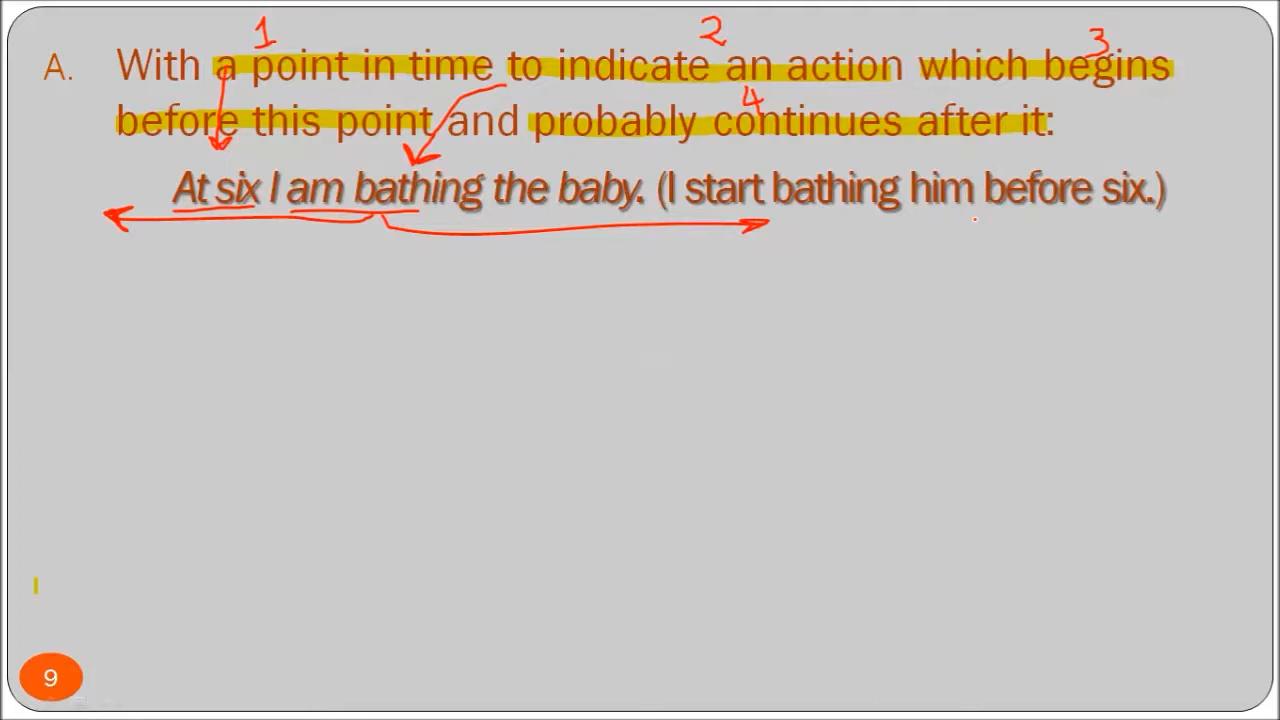 1 2 3
A. With a point in time to indicate an action which begins
4
before this point and probably continues after it:
At six I am bathing the baby. (I start bathing him before six.)
9